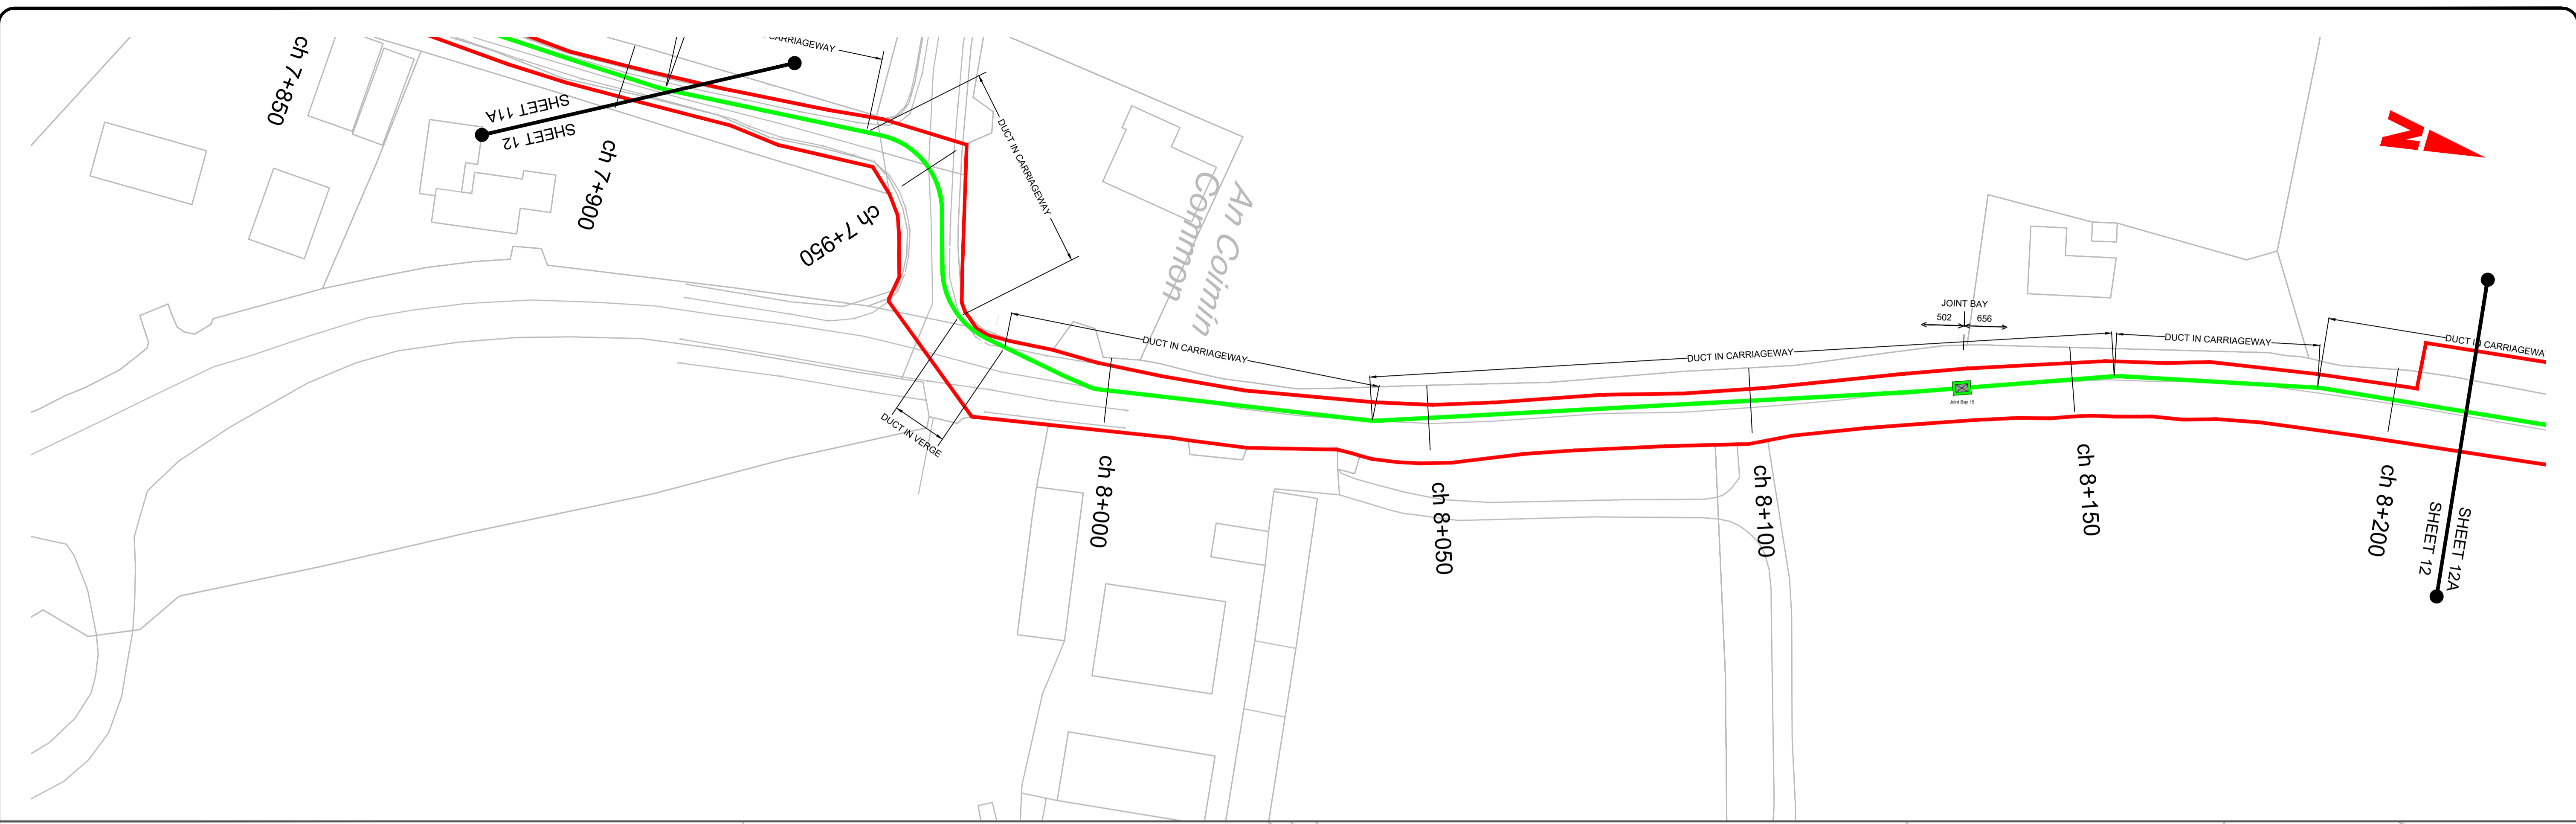 CARRIAGEWAY
ch 7+850
SHEET 11A
SHEET 12
ch 7+900
ch 7+950
DUCT IN CARRIAGEWAY
An Coimín
Common
N
JOINT BAY
502
656
DUCT IN CARRIAGEWAY
DUCT IN CARRIAGEWAY
DUCT IN CARRIAGEWAY
DUCT IN CARRIAGEWA
Joint Bay 15
DUCT IN VERGE
ch 8+000
ch 8+050
ch 8+100
ch 8+150
ch 8+200
SHEET 12
SHEET 12A